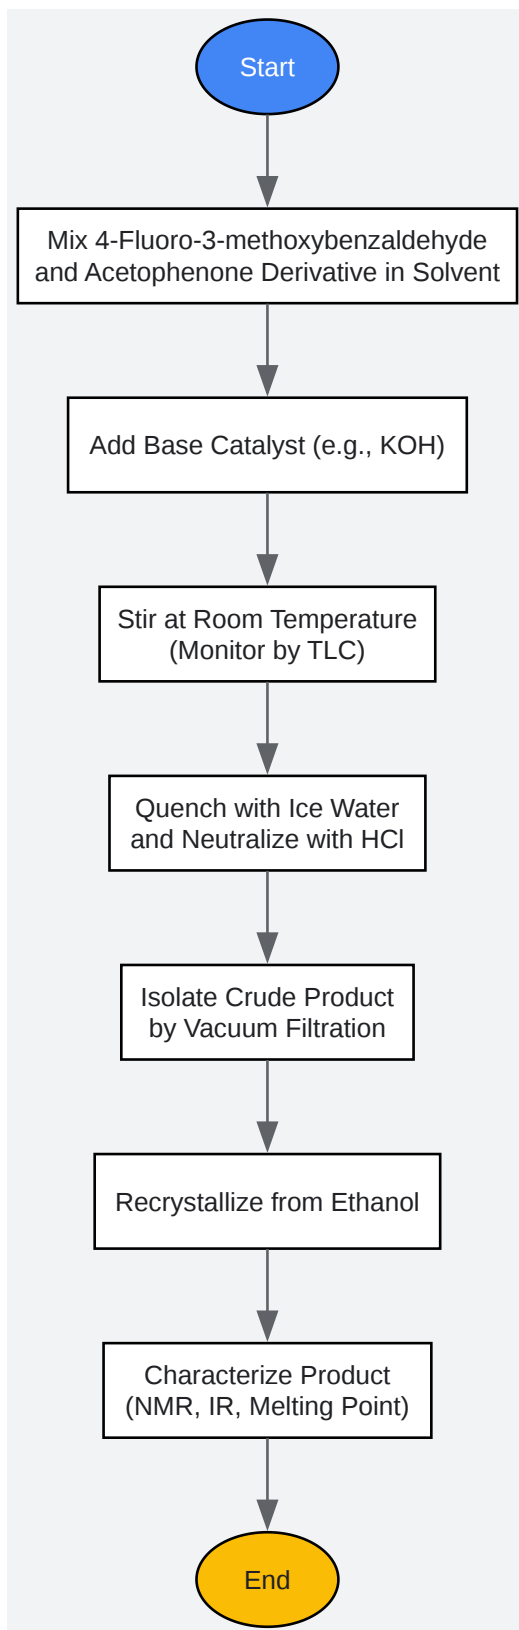 Start
Mix 4-Fluoro-3-methoxybenzaldehyde
and Acetophenone Derivative in Solvent
Add Base Catalyst (e.g., KOH)
Stir at Room Temperature
(Monitor by TLC)
Quench with Ice Water
and Neutralize with HCl
Isolate Crude Product
by Vacuum Filtration
Recrystallize from Ethanol
Characterize Product
(NMR, IR, Melting Point)
End